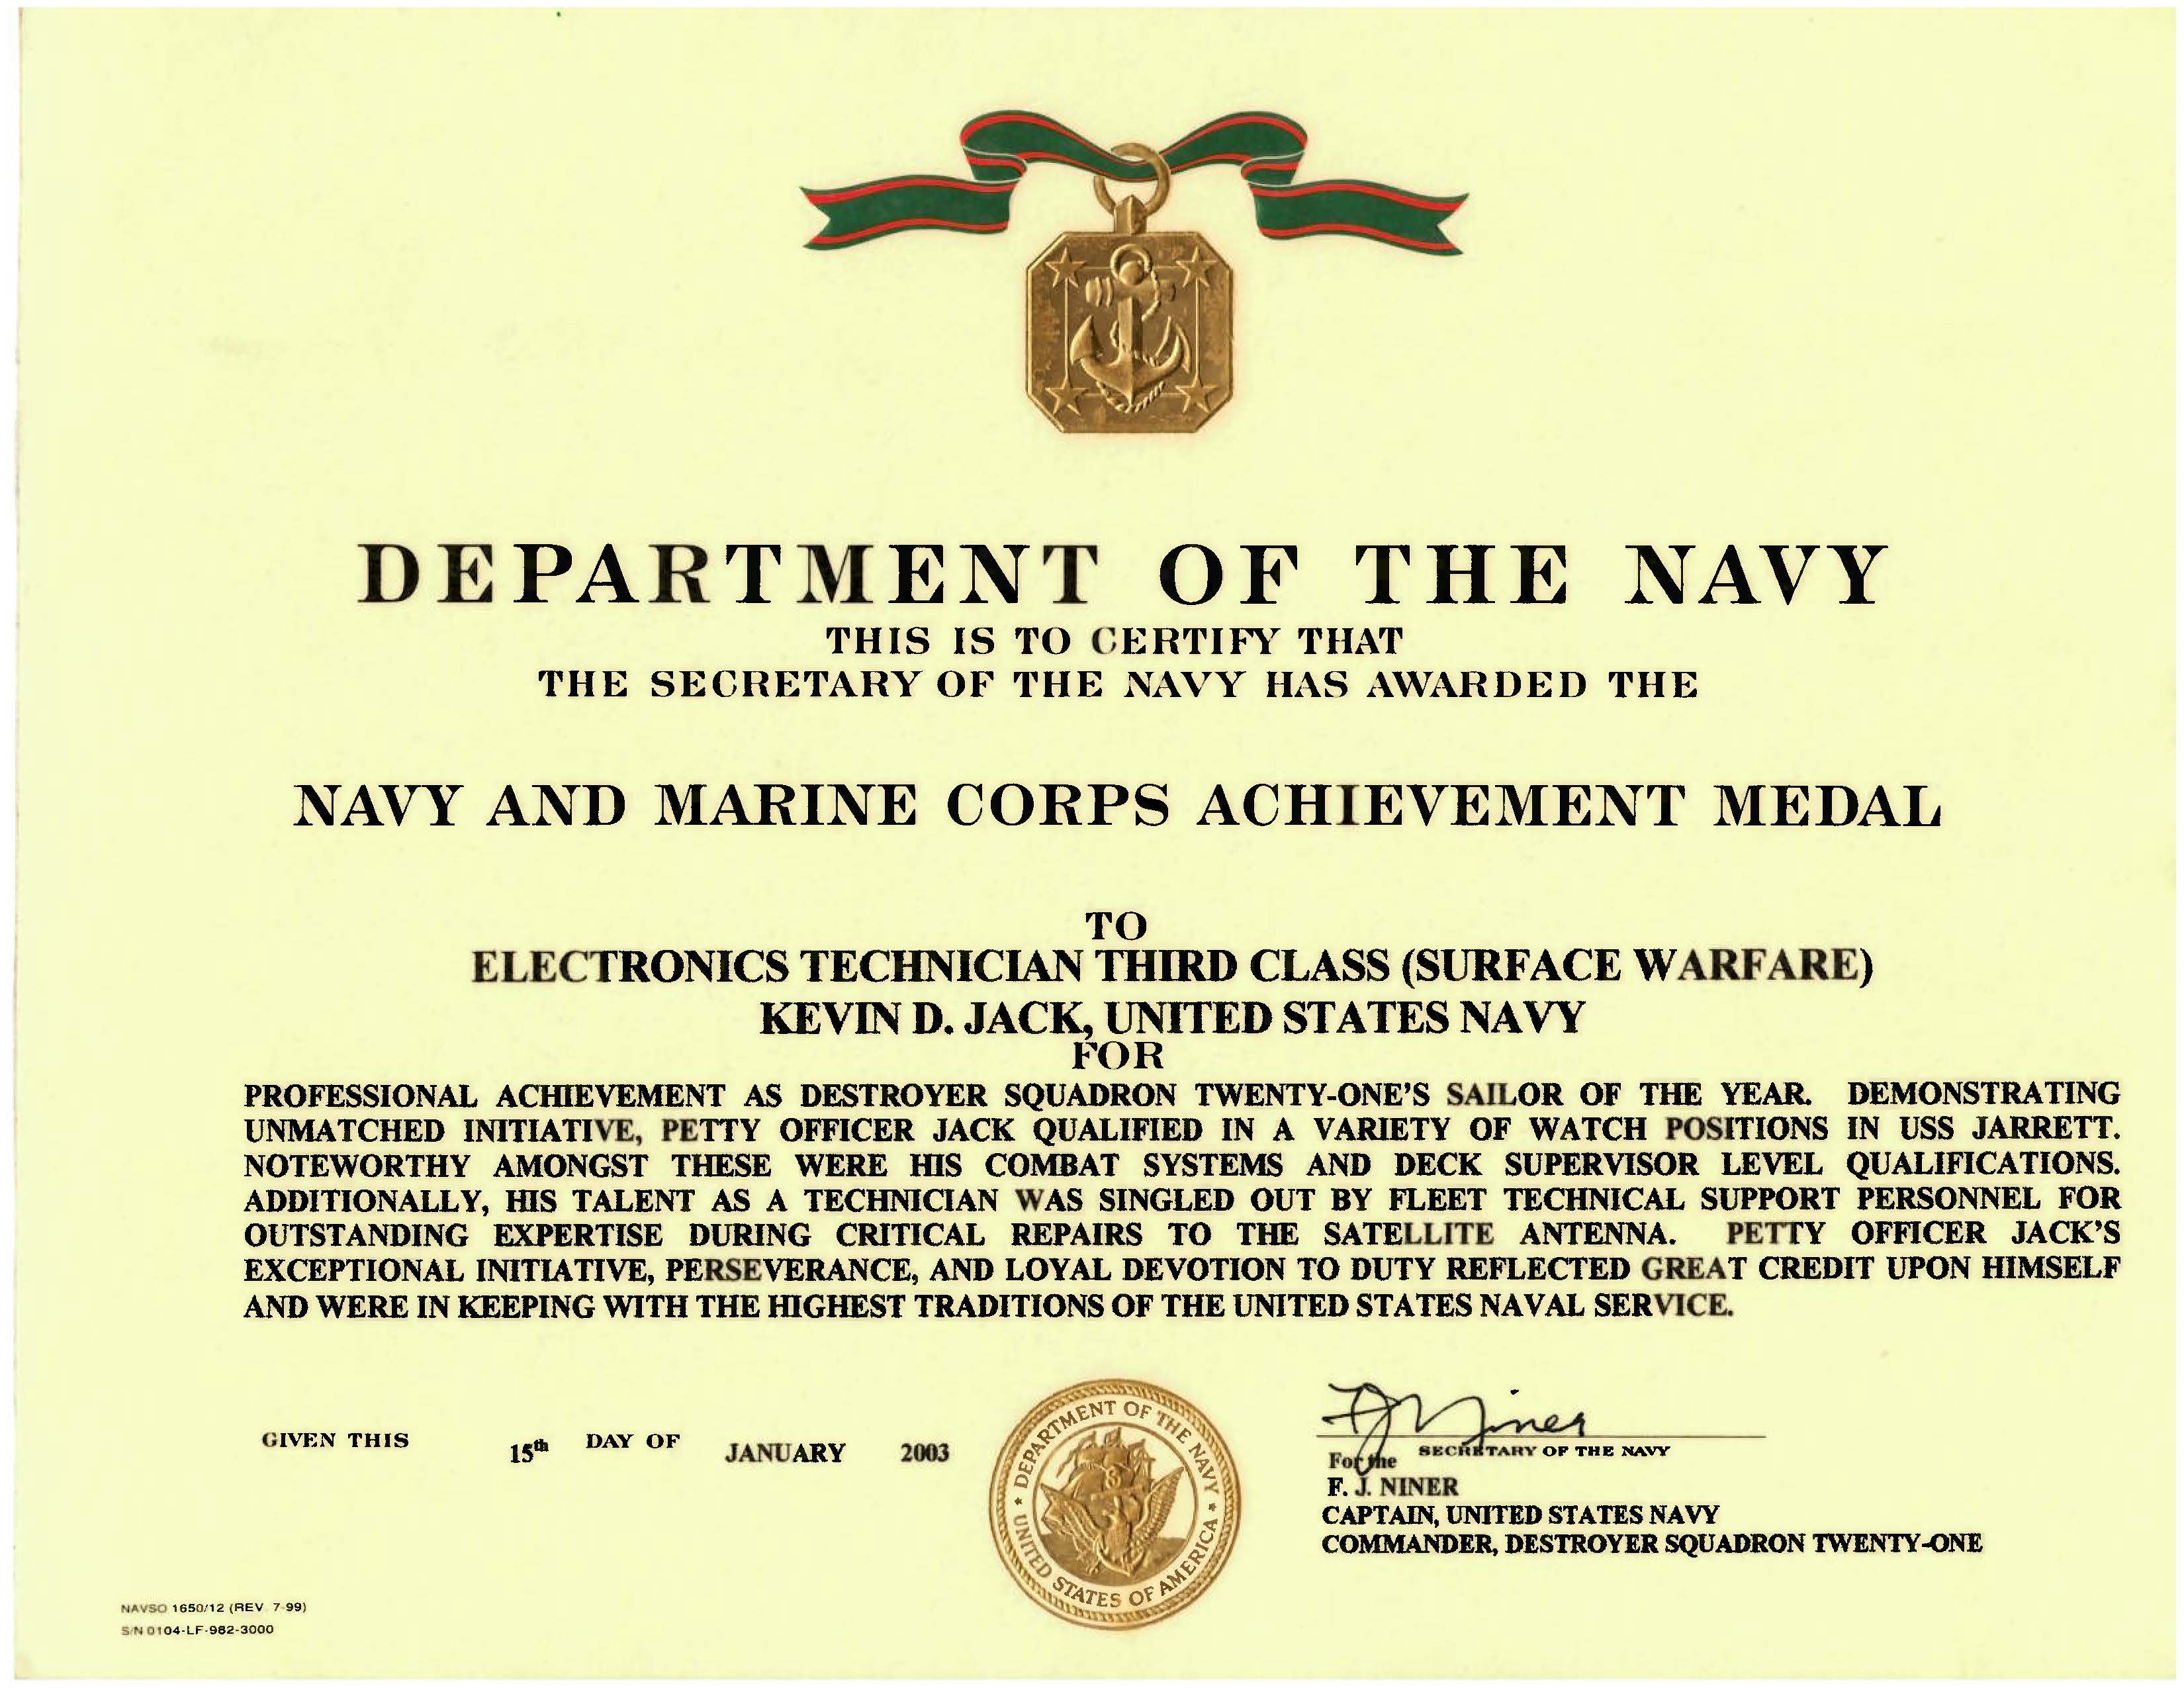 DEPARTMENT OF THE NAVY
THIS IS TO CERTIFY THAT
THE SECRETARY OF THE NAVY HAS AWARDED THE
NAVY AND MARINE CORPS ACHIEVEMENT MEDAL
TO
ELECTRONICS TECHNICIAN THIRD CLASS (SURFACE WARFARE)
KEVIN D. JACK, UNITED STATES NAVY
FOR
PROFESSIONAL ACHIEVEMENT AS DESTROYER SQUADRON TWENTY-ONE'S SAILOR OF THE YEAR. DEMONSTRATING
UNMATCHED INITIATIVE, PETTY OFFICER JACK QUALIFIED IN A VARIETY OF WATCH POSITIONS IN USS JARRETT.
NOTEWORTHY AMONGST THESE WERE HIS COMBAT SYSTEMS AND DECK SUPERVISOR LEVEL QUALIFICATIONS.
ADDITIONALLY, HIS TALENT AS A TECHNICIAN WAS SINGLED OUT BY FLEET TECHNICAL SUPPORT PERSONNEL FOR
OUTSTANDING EXPERTISE DURING CRITICAL REPAIRS TO THE SATELLITE ANTENNA. PETTY OFFICER JACK'S
EXCEPTIONAL INITIATIVE, PERSEVERANCE, AND LOYAL DEVOTION TO DUTY REFLECTED GREAT CREDIT UPON HIMSELF
AND WERE IN KEEPING WITH THE HIGHEST TRADITIONS OF THE UNITED STATES NAVAL SERVICE.
GIVEN THIS 15th DAY OF JANUARY 2003
DEPARTMENT OF THE NAVY
UNITED STATES OF AMERICA
FJ Niner
For the SECRETARY OF THE NAVY
F. J. NINER
CAPTAIN, UNITED STATES NAVY
COMMANDER, DESTROYER SQUADRON TWENTY-ONE
NAVSO 1650/12 (REV. 7-99)
S/N 0104-LF-982-3000